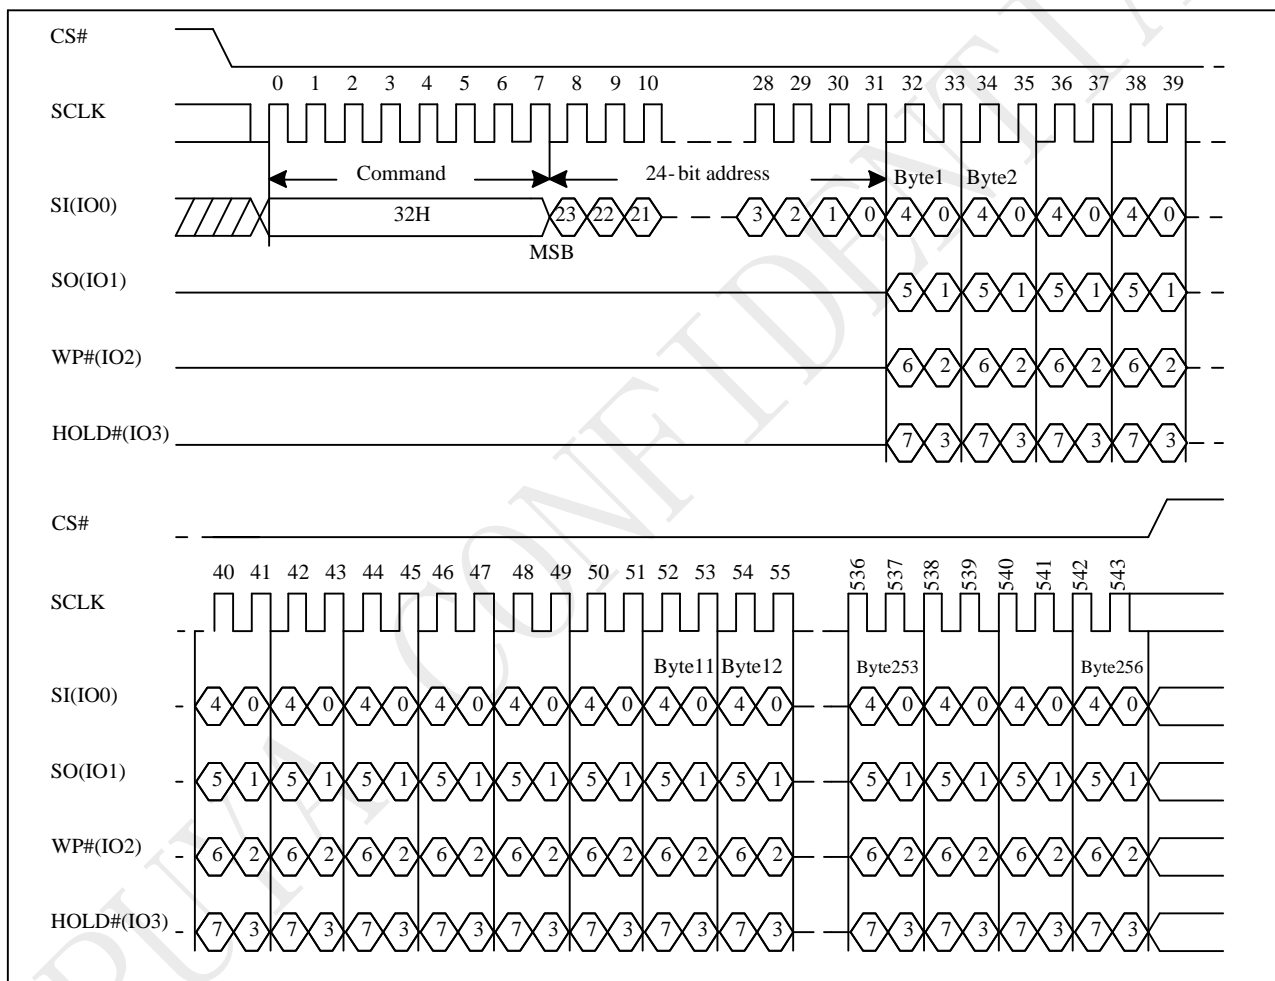 CS#
0 1 2 3 4 5 6 7 8 9 10 28 29 30 31 32 33 34 35 36 37 38 39
SCLK
Command 24-bit address Byte1 Byte2
SI(IO0) 32H 23 22 21 3 2 1 0 4 0 4 0 4 0 4 0
MSB
SO(IO1) 5 1 5 1 5 1 5 1
WP#(IO2) 6 2 6 2 6 2 6 2
HOLD#(IO3) 7 3 7 3 7 3 7 3
CS#
40 41 42 43 44 45 46 47 48 49 50 51 52 53 54 55 536 537 538 539 540 541 542 543
SCLK
Byte11 Byte12 Byte253 Byte256
SI(IO0) 4 0 4 0 4 0 4 0 4 0 4 0 4 0 4 0 4 0 4 0 4 0 4 0
SO(IO1) 5 1 5 1 5 1 5 1 5 1 5 1 5 1 5 1 5 1 5 1 5 1 5 1
WP#(IO2) 6 2 6 2 6 2 6 2 6 2 6 2 6 2 6 2 6 2 6 2 6 2 6 2
HOLD#(IO3) 7 3 7 3 7 3 7 3 7 3 7 3 7 3 7 3 7 3 7 3 7 3 7 3
PUYA CONFIDENTIA